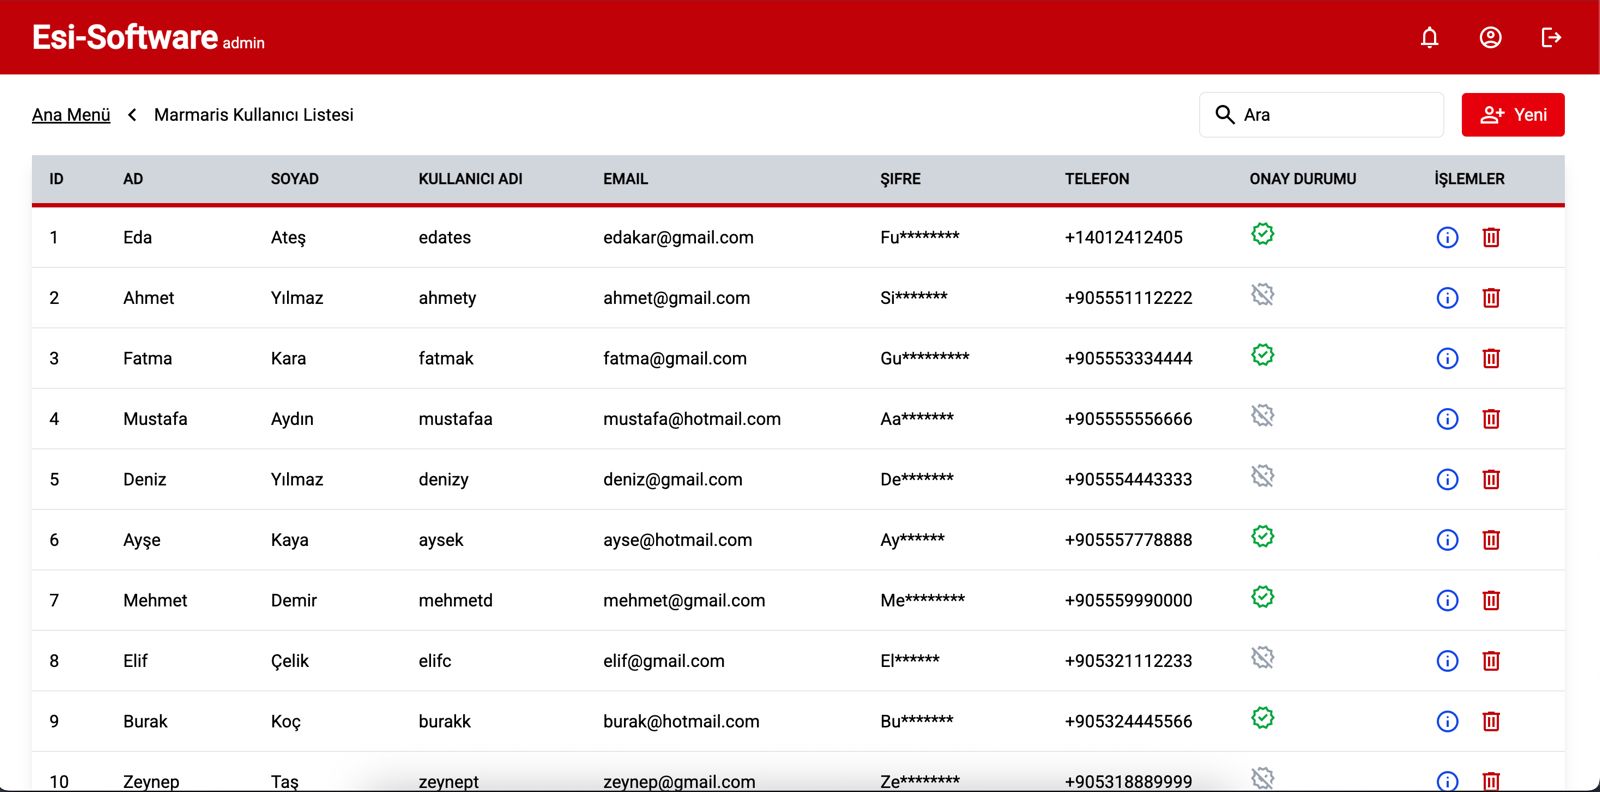 Esi-Software admin
Ana Menü Marmaris Kullanıcı Listesi Ara Yeni
ID AD SOYAD KULLANICI ADI EMAIL ŞIFRE TELEFON ONAY DURUMU İŞLEMLER
1 Eda Ateş edates edakar@gmail.com Fu******** +14012412405
2 Ahmet Yılmaz ahmety ahmet@gmail.com Si******* +905551112222
3 Fatma Kara fatmak fatma@gmail.com Gu********* +905553334444
4 Mustafa Aydın mustafaa mustafa@hotmail.com Aa******* +905555556666
5 Deniz Yılmaz denizy deniz@gmail.com De******* +905554443333
6 Ayşe Kaya aysek ayse@hotmail.com Ay****** +905557778888
7 Mehmet Demir mehmetd mehmet@gmail.com Me******** +905559990000
8 Elif Çelik elifc elif@gmail.com El****** +905321112233
9 Burak Koç burakk burak@hotmail.com Bu******* +905324445566
10 Zeynep Taş zeynept zeynep@gmail.com Ze******** +905318889999